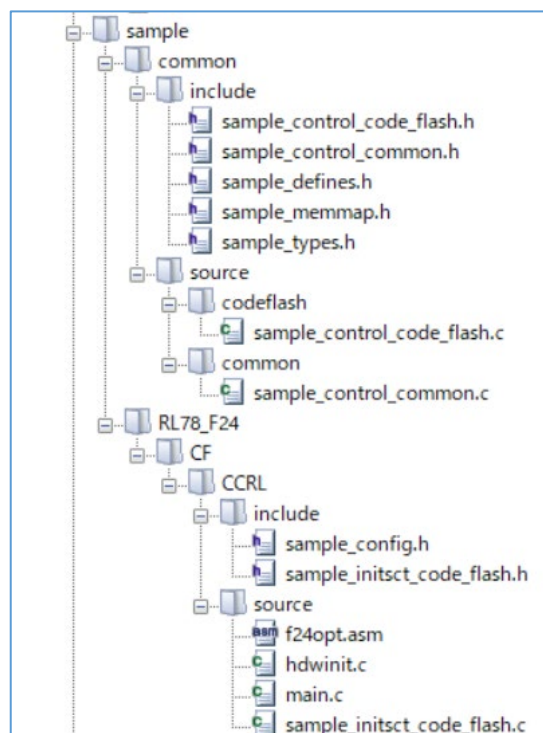 sample
common
include
sample_control_code_flash.h
sample_control_common.h
sample_defines.h
sample_memmap.h
sample_types.h
source
codeflash
sample_control_code_flash.c
common
sample_control_common.c
RL78_F24
CF
CCRL
include
sample_config.h
sample_initsct_code_flash.h
source
f24opt.asm
hdwinit.c
main.c
sample_initsct_code_flash.c